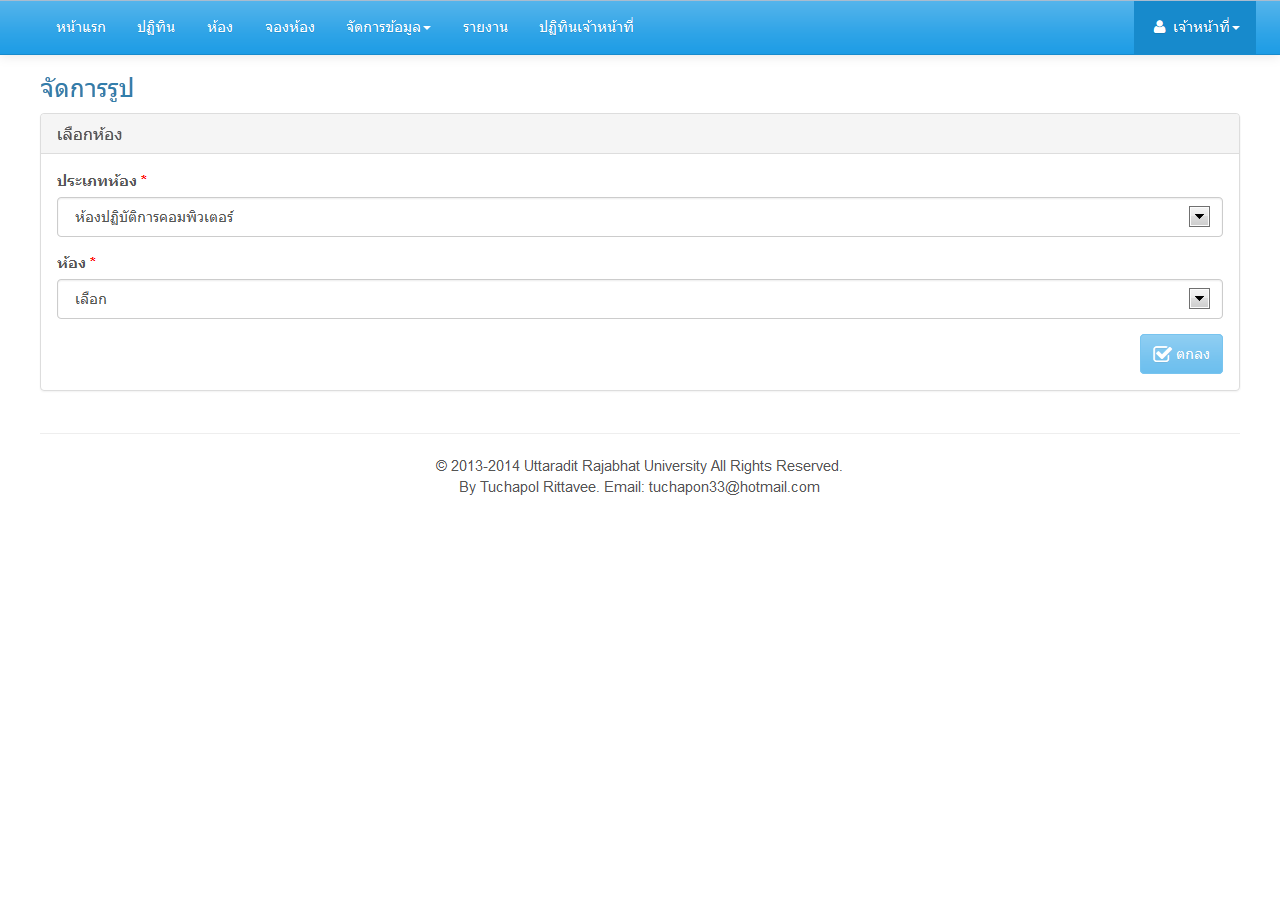 หน้าแรก ปฏิทิน ห้อง จองห้อง จัดการข้อมูล รายงาน ปฏิทินเจ้าหน้าที่ เจ้าหน้าที่
จัดการรูป
เลือกห้อง
ประเภทห้อง *
ห้องปฏิบัติการคอมพิวเตอร์
ห้อง *
เลือก
ตกลง
© 2013-2014 Uttaradit Rajabhat University All Rights Reserved.
By Tuchapol Rittavee. Email: tuchapon33@hotmail.com